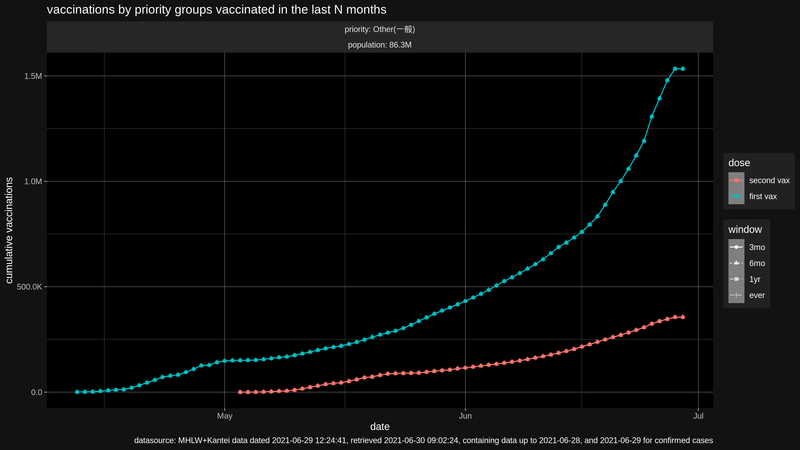 vaccinations by priority groups vaccinated in the last N months
priority: Other(一般)
population: 86.3M
1.5M
1.0M
500.0K
0.0
cumulative vaccinations
May
Jun
Jul
date
dose
second vax
first vax
window
3mo
6mo
1yr
ever
datasource: MHLW+Kantei data dated 2021-06-29 12:24:41, retrieved 2021-06-30 09:02:24, containing data up to 2021-06-28, and 2021-06-29 for confirmed cases